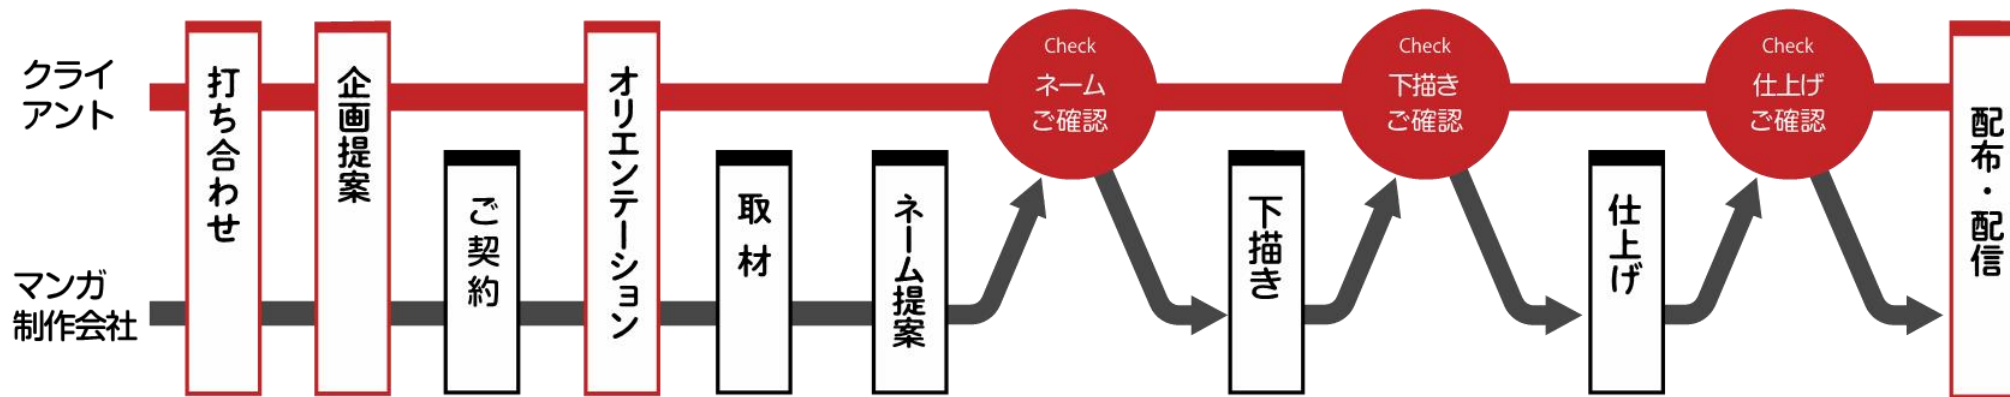 クライ
アント
マンガ
制作会社
打ち合わせ
企画提案
ご契約
オリエンテーション
取材
ネーム提案
Check
ネーム
ご確認
下描き
Check
下描き
ご確認
仕上げ
Check
仕上げ
ご確認
配布・配信